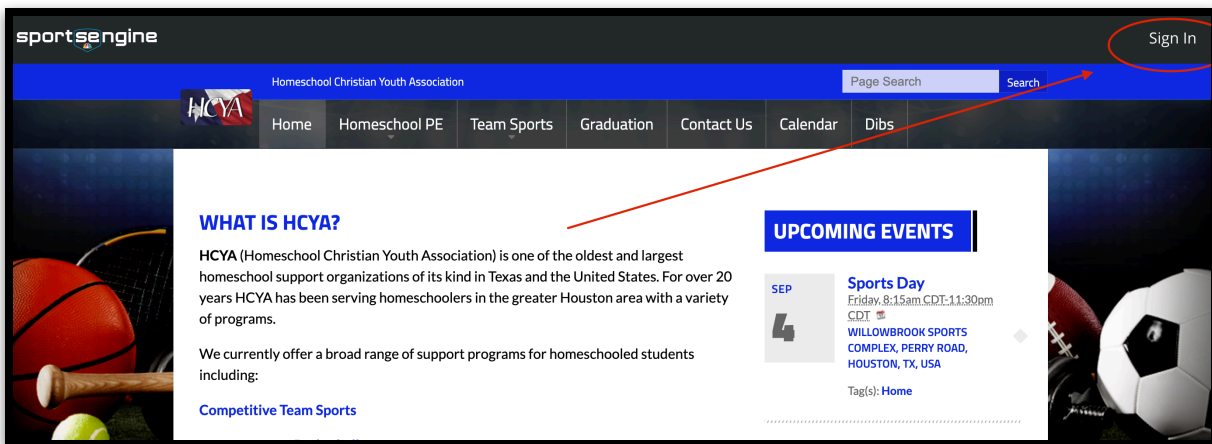 sportsengine
Sign In
Homeschool Christian Youth Association
Page Search
Search
HCYA
Home
Homeschool PE
Team Sports
Graduation
Contact Us
Calendar
Dibs
WHAT IS HCYA?
HCYA (Homeschool Christian Youth Association) is one of the oldest and largest
homeschool support organizations of its kind in Texas and the United States. For over 20
years HCYA has been serving homeschoolers in the greater Houston area with a variety
of programs.
We currently offer a broad range of support programs for homeschooled students
including:
Competitive Team Sports
UPCOMING EVENTS
SEP
4
Sports Day
Friday, 8:15am CDT-11:30pm
CDT
WILLOWBROOK SPORTS
COMPLEX, PERRY ROAD,
HOUSTON, TX, USA
Tag(s): Home